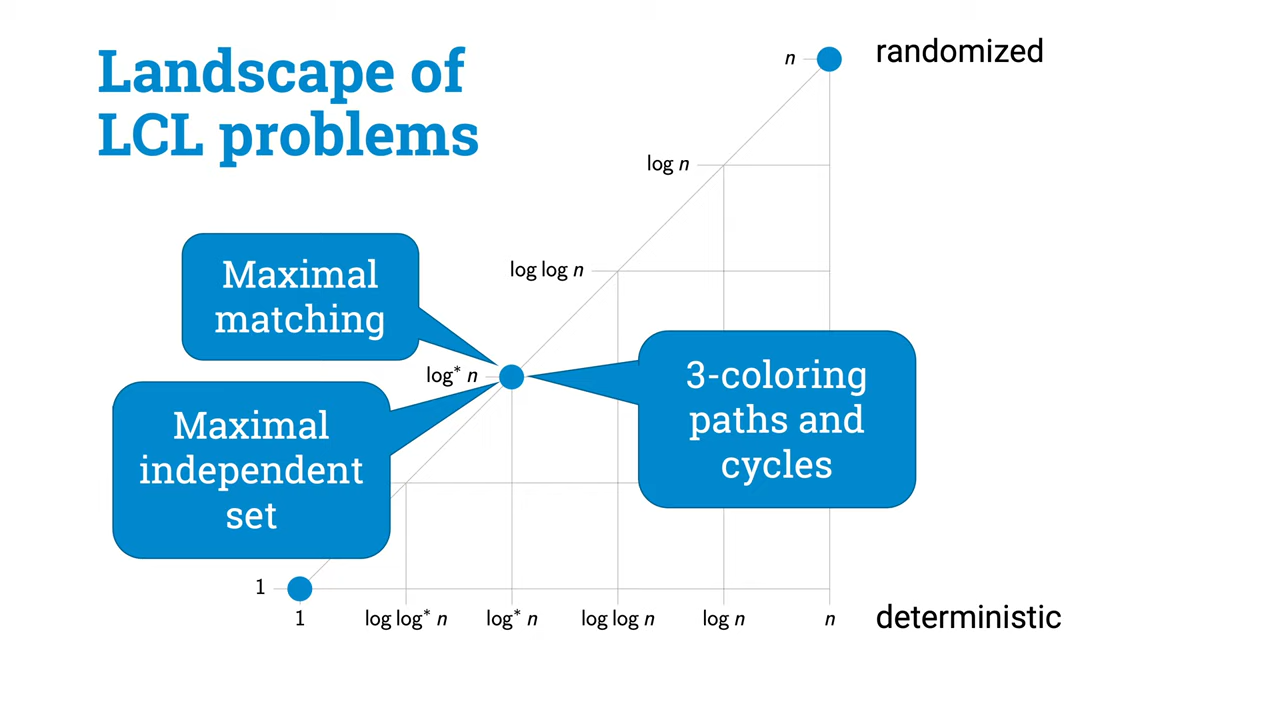 Landscape of
LCL problems
randomized
n
log n
log log n
Maximal
matching
log* n
3-coloring
paths and
cycles
Maximal
independent
set
1
1
log log* n
log* n
log log n
log n
n
deterministic